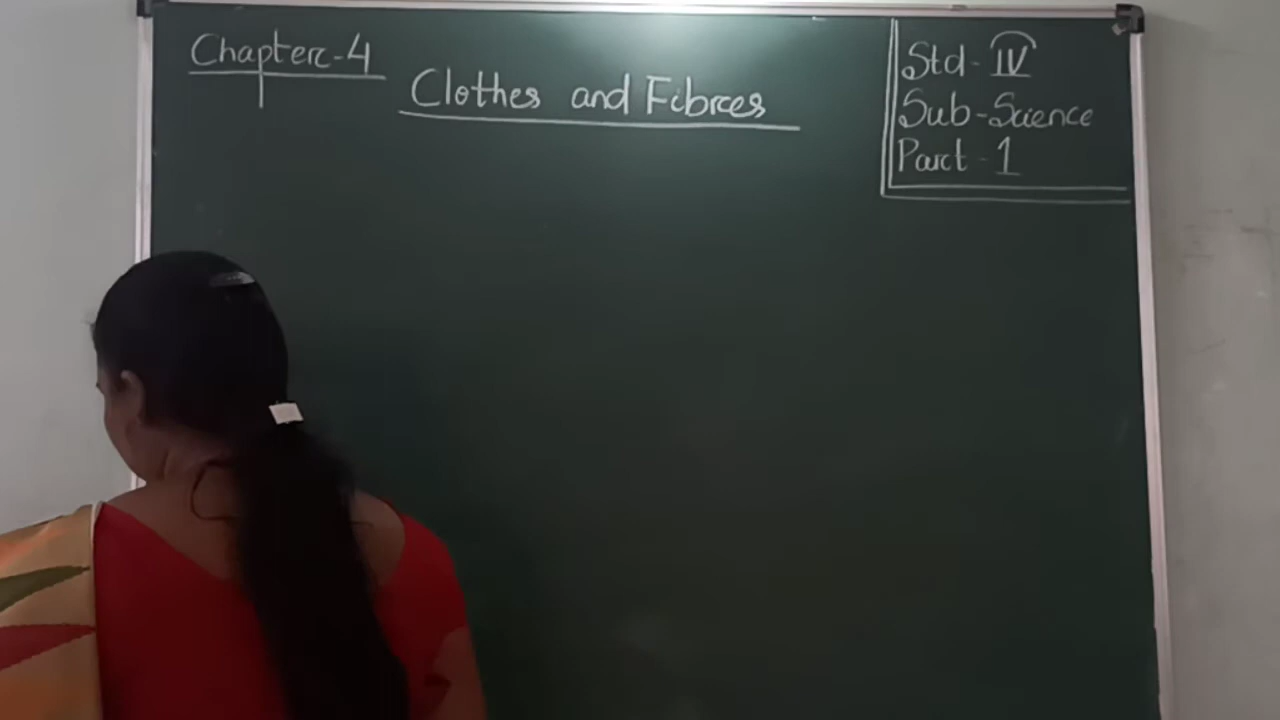 Chapter-4
Clothes and Fibres
Std - IV
Sub - Science
Part - 1